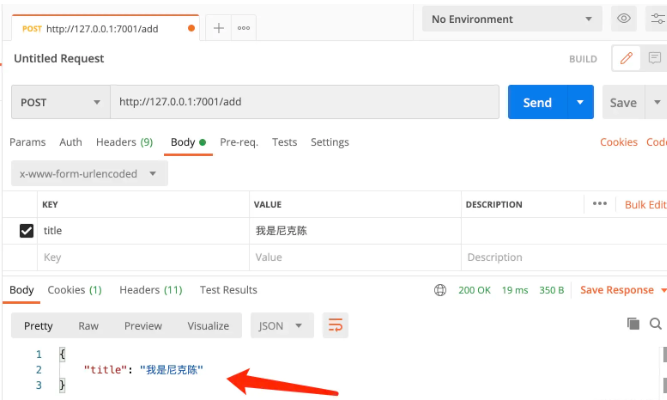 POST http://127.0.0.1:7001/add
No Environment
Untitled Request
BUILD
POST http://127.0.0.1:7001/add Send Save
Params Auth Headers (9) Body Pre-req. Tests Settings Cookies Code
x-www-form-urlencoded
KEY VALUE DESCRIPTION Bulk Edit
title 我是尼克陈
Key Value Description
Body Cookies (1) Headers (11) Test Results 200 OK 19 ms 350 B Save Response
Pretty Raw Preview Visualize JSON
1 {
2 "title": "我是尼克陈"
3 }